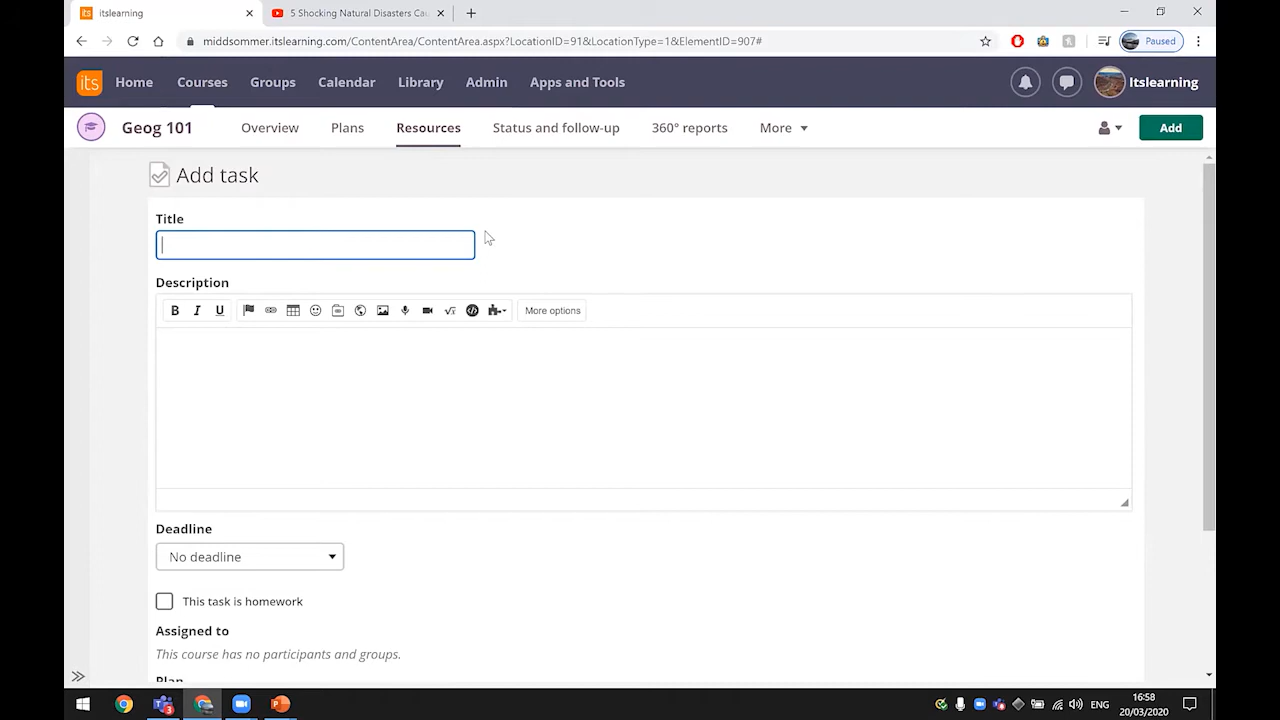 itslearning
5 Shocking Natural Disasters Cau
middsommer.itslearning.com/ContentArea/ContentArea.aspx?LocationID=91&LocationType=1&ElementID=907#
Paused
its Home Courses Groups Calendar Library Admin Apps and Tools Itslearning
Geog 101 Overview Plans Resources Status and follow-up 360° reports More Add
Add task
Title
Description
B I U More options
Deadline
No deadline
This task is homework
Assigned to
This course has no participants and groups.
Plan
ENG
16:58
20/03/2020